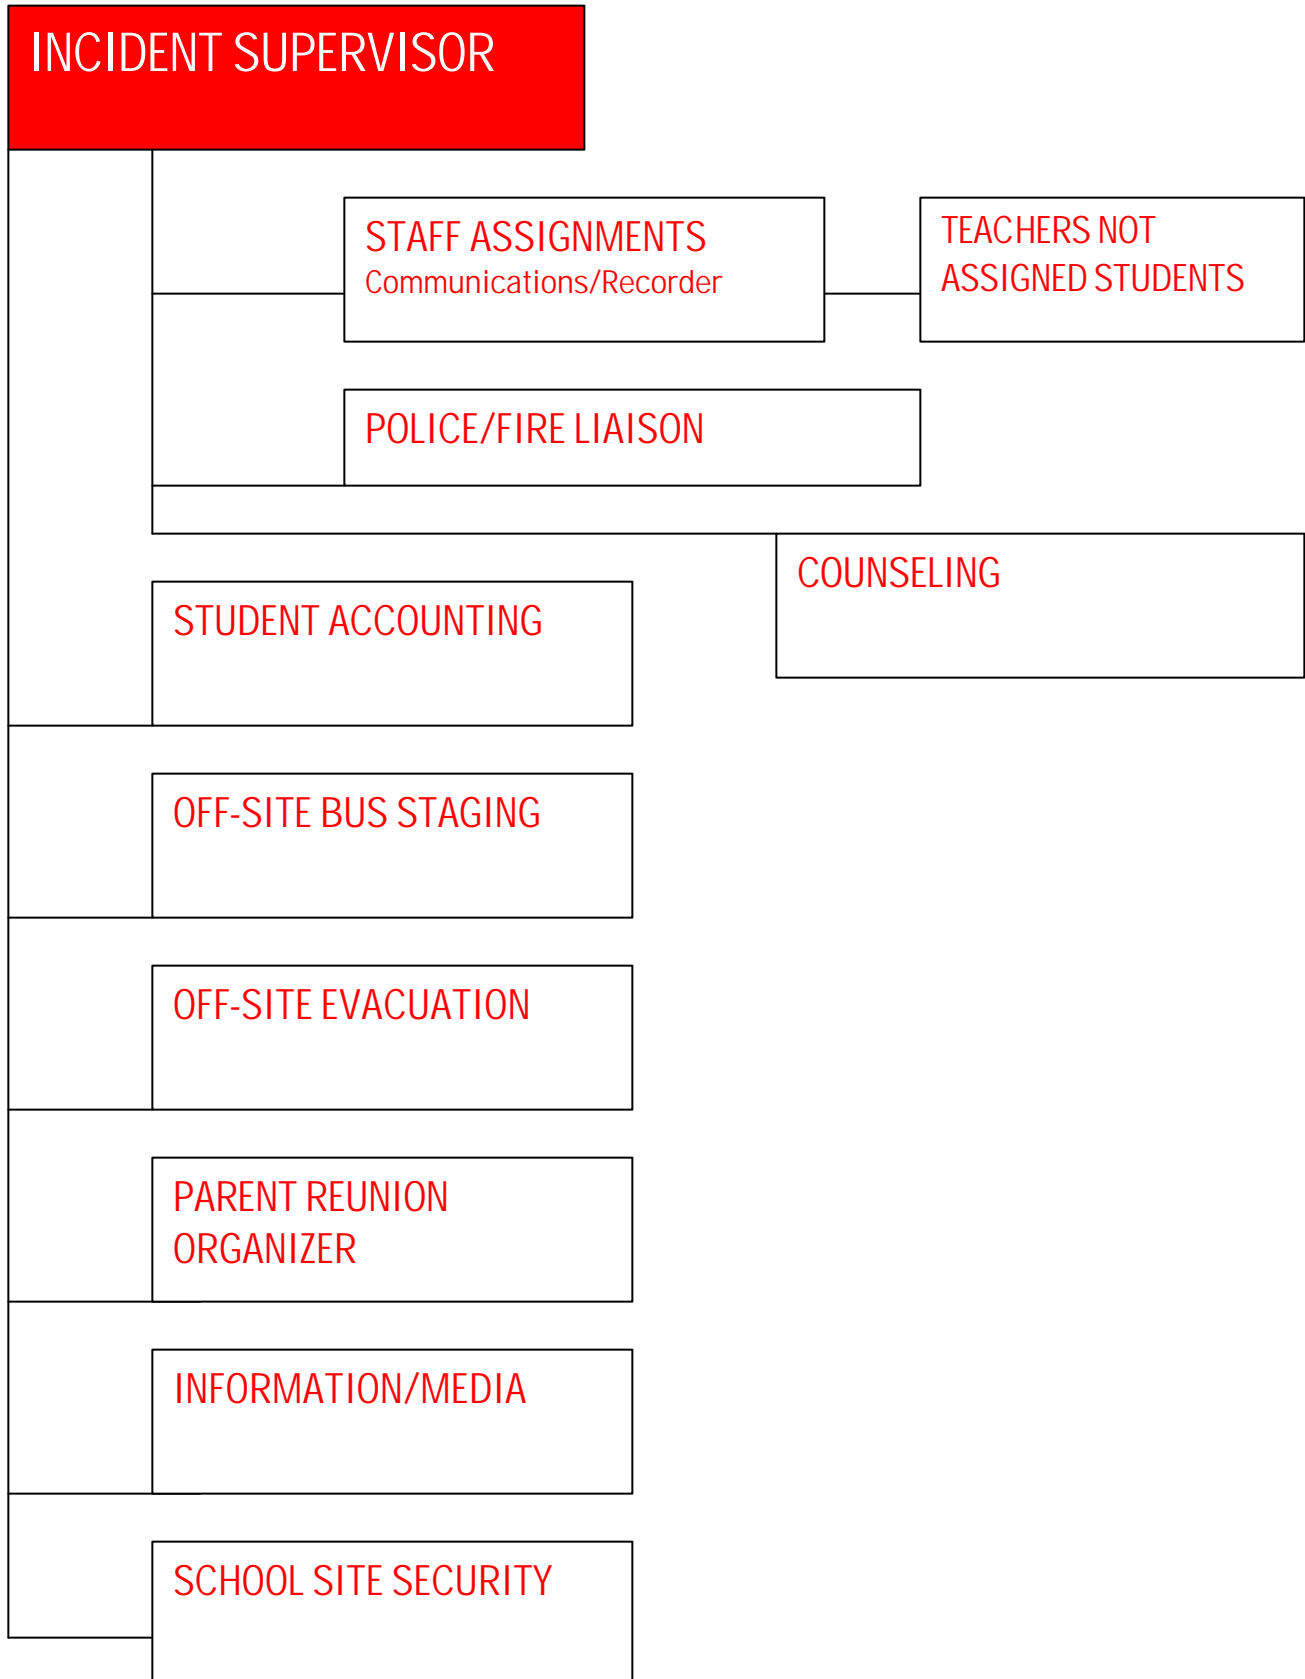 INCIDENT SUPERVISOR
STAFF ASSIGNMENTS
Communications/Recorder
TEACHERS NOT
ASSIGNED STUDENTS
POLICE/FIRE LIAISON
COUNSELING
STUDENT ACCOUNTING
OFF-SITE BUS STAGING
OFF-SITE EVACUATION
PARENT REUNION
ORGANIZER
INFORMATION/MEDIA
SCHOOL SITE SECURITY